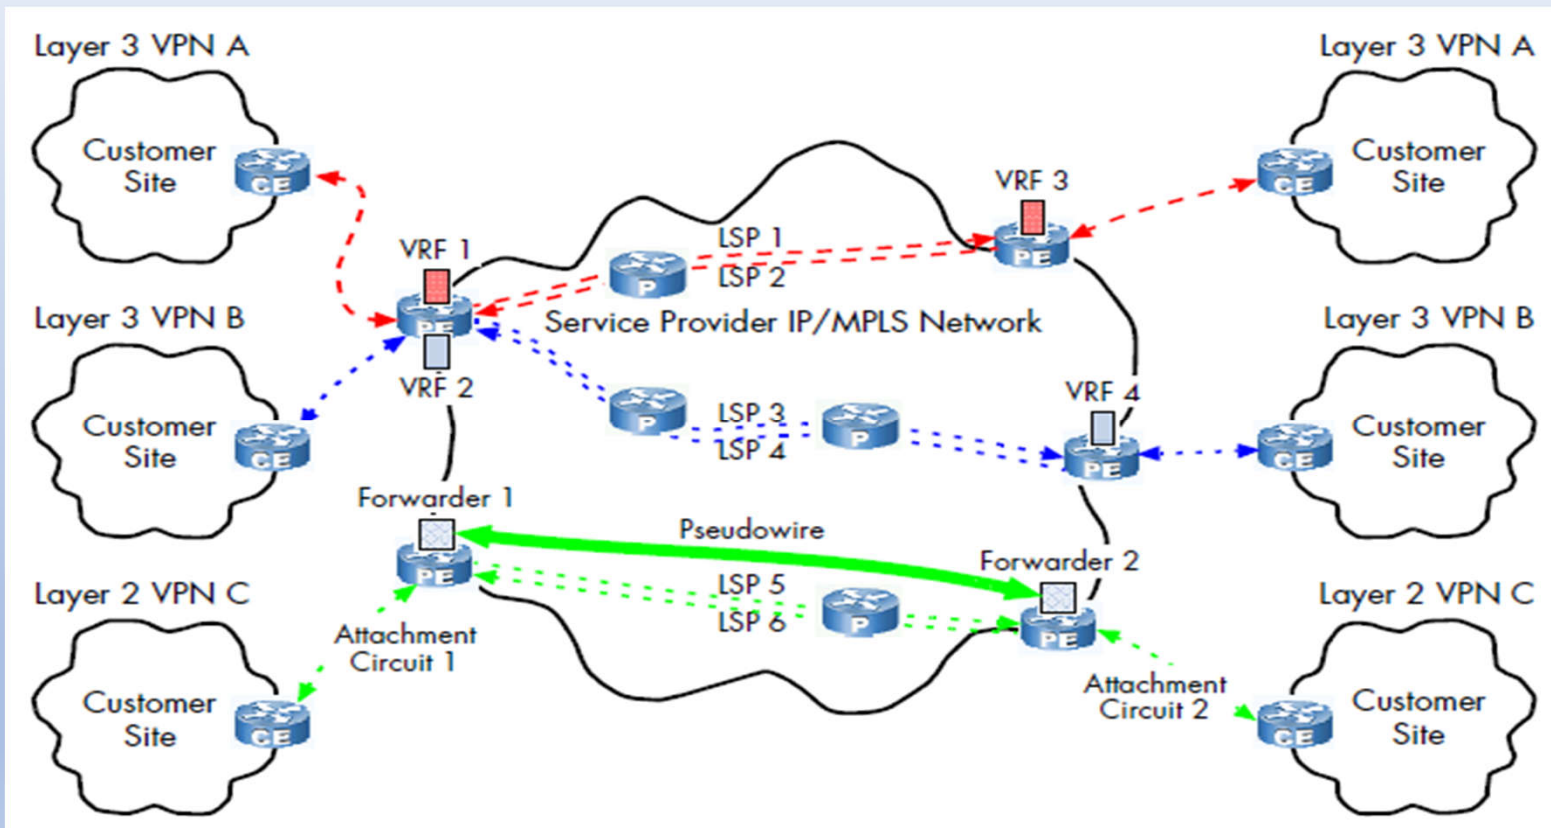 Layer 3 VPN A
Layer 3 VPN A
Customer
Site
CE
Customer
Site
CE
VRF 3
PE
VRF 1
PE
VRF 2
LSP 1
LSP 2
P
Service Provider IP/MPLS Network
Layer 3 VPN B
Layer 3 VPN B
Customer
Site
CE
Customer
Site
CE
VRF 4
PE
P
LSP 3
LSP 4
P
Forwarder 1
PE
Pseudowire
Forwarder 2
PE
LSP 5
LSP 6
P
Layer 2 VPN C
Layer 2 VPN C
Attachment
Circuit 1
Attachment
Circuit 2
Customer
Site
CE
Customer
Site
CE